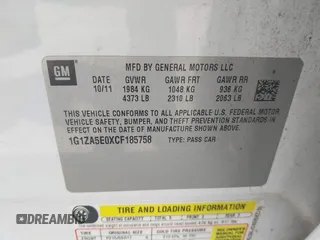 GM
MFD BY GENERAL MOTORS LLC
10/11 GVWR GAWR FRT GAWR RR
1984 KG 1048 KG 936 KG
4373 LB 2310 LB 2063 LB
THIS VEHICLE CONFORMS TO ALL APPLICABLE U.S. FEDERAL MOTOR
VEHICLE SAFETY, BUMPER, AND THEFT PREVENTION STANDARDS
IN EFFECT ON THE DATE OF MANUFACTURE SHOWN ABOVE.
1G1ZA5E0XCF185758 TYPE: PASS CAR
TIRE AND LOADING INFORMATION
SEATING CAPACITY
DREAMBID